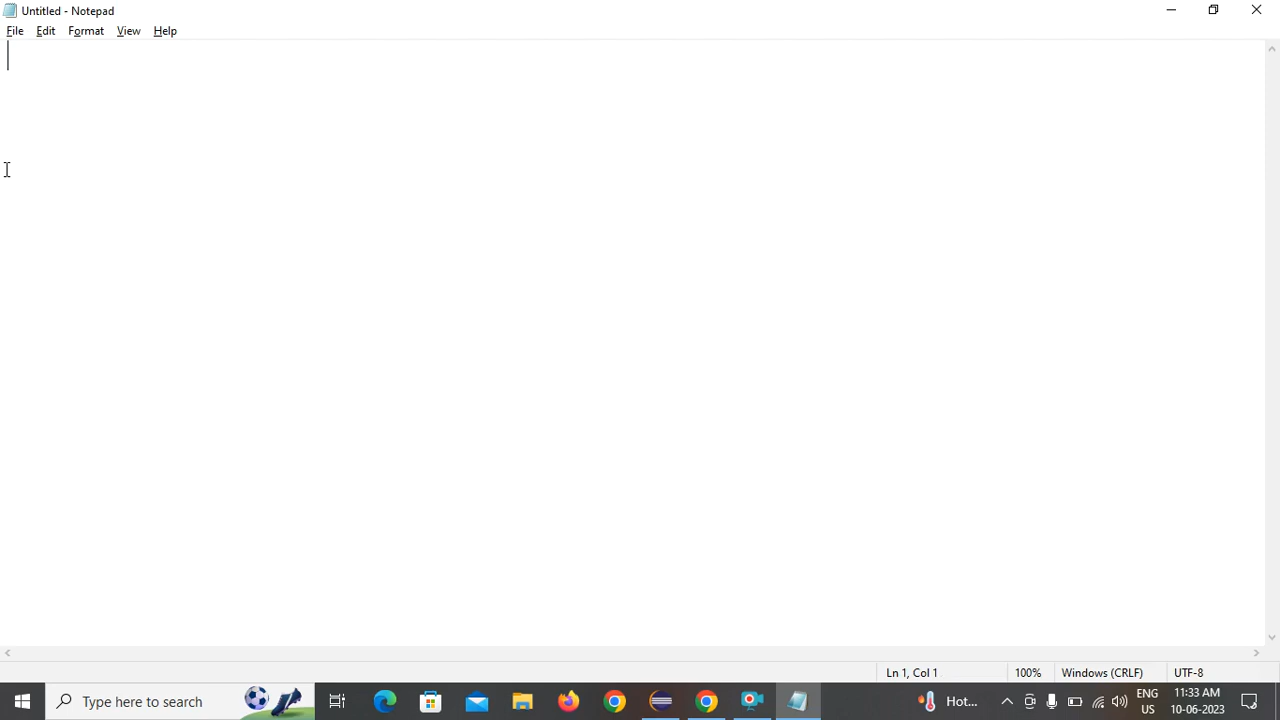 Untitled - Notepad
File Edit Format View Help
Ln 1, Col 1 100% Windows (CRLF) UTF-8
Type here to search Hot... ENG US 11:33 AM 10-06-2023